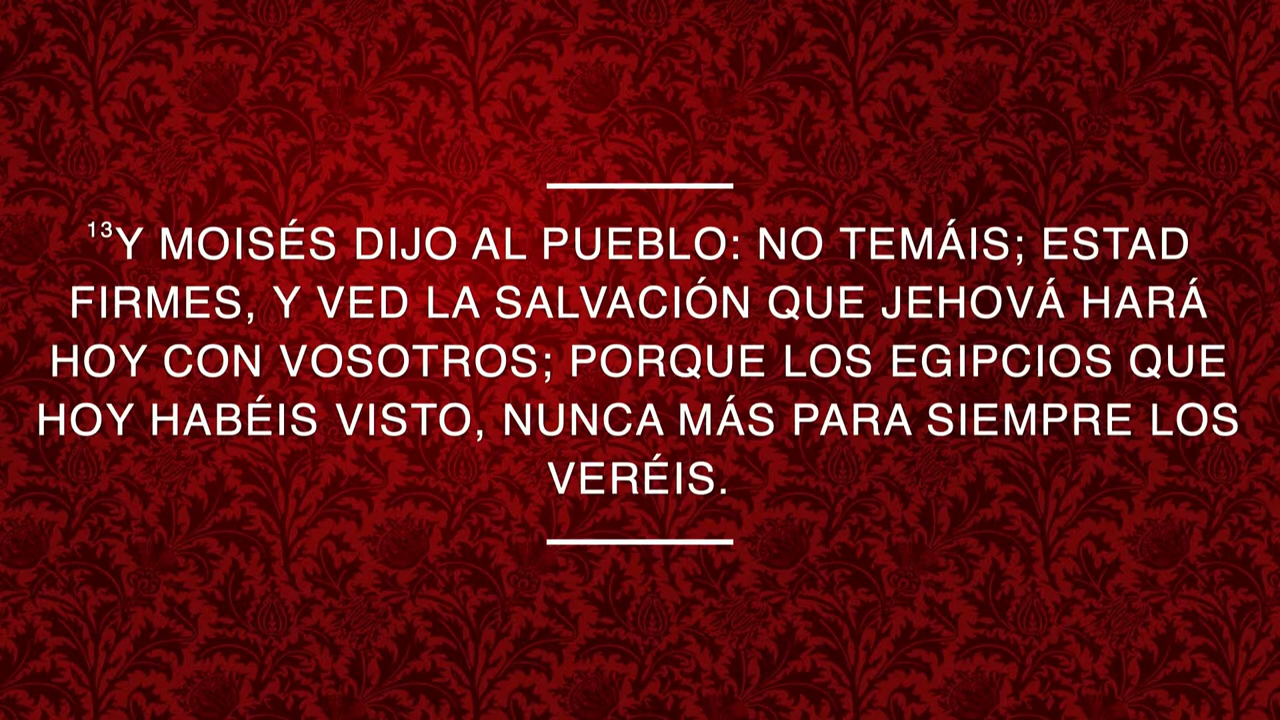 ¹³Y MOISÉS DIJO AL PUEBLO: NO TEMÁIS; ESTAD
FIRMES, Y VED LA SALVACIÓN QUE JEHOVÁ HARÁ
HOY CON VOSOTROS; PORQUE LOS EGIPCIOS QUE
HOY HABÉIS VISTO, NUNCA MÁS PARA SIEMPRE LOS
VERÉIS.